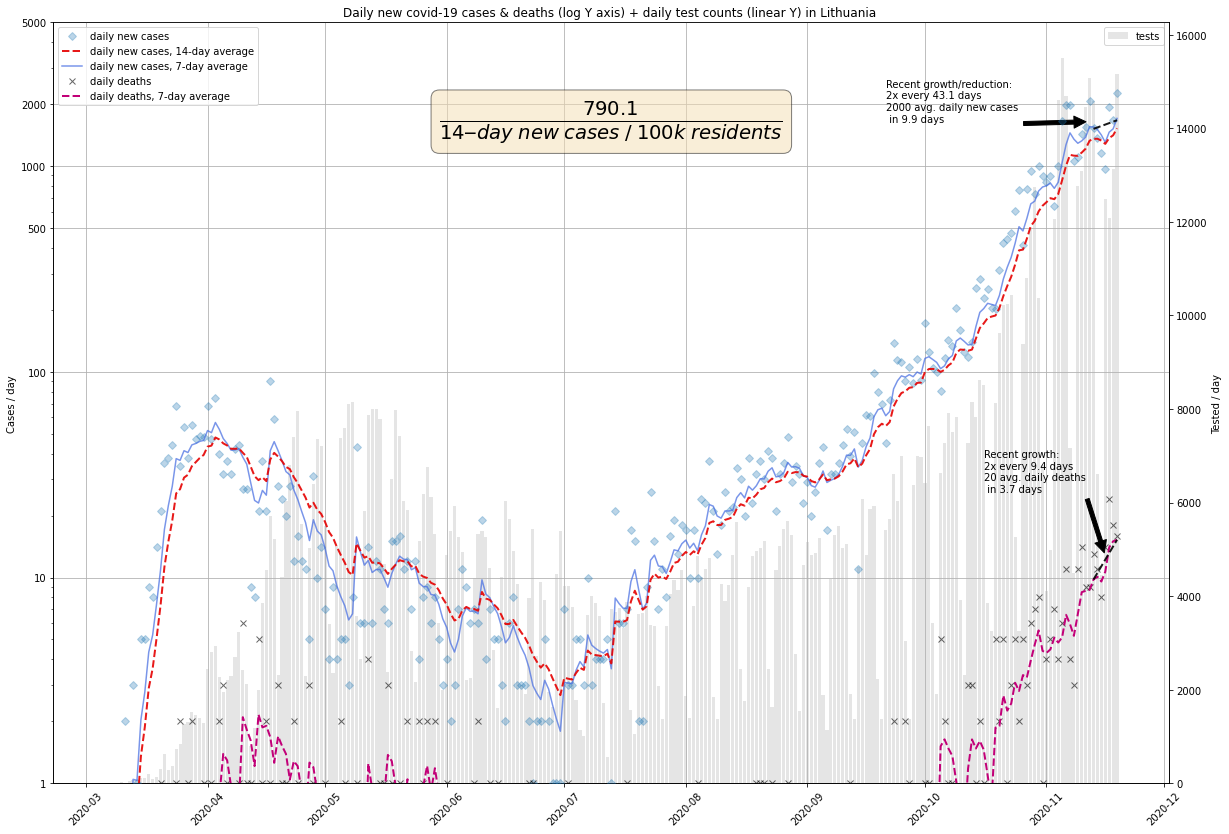 Daily new covid-19 cases & deaths (log Y axis) + daily test counts (linear Y) in Lithuania
daily new cases
daily new cases, 14-day average
daily new cases, 7-day average
daily deaths
daily deaths, 7-day average
tests
790.1
14–day new cases / 100k residents
Recent growth/reduction:
2x every 43.1 days
2000 avg. daily new cases
in 9.9 days
Recent growth:
2x every 9.4 days
20 avg. daily deaths
in 3.7 days
Cases / day
5000
2000
1000
500
100
10
1
Tested / day
16000
14000
12000
10000
8000
6000
4000
2000
0
2020-03
2020-04
2020-05
2020-06
2020-07
2020-08
2020-09
2020-10
2020-11
2020-12